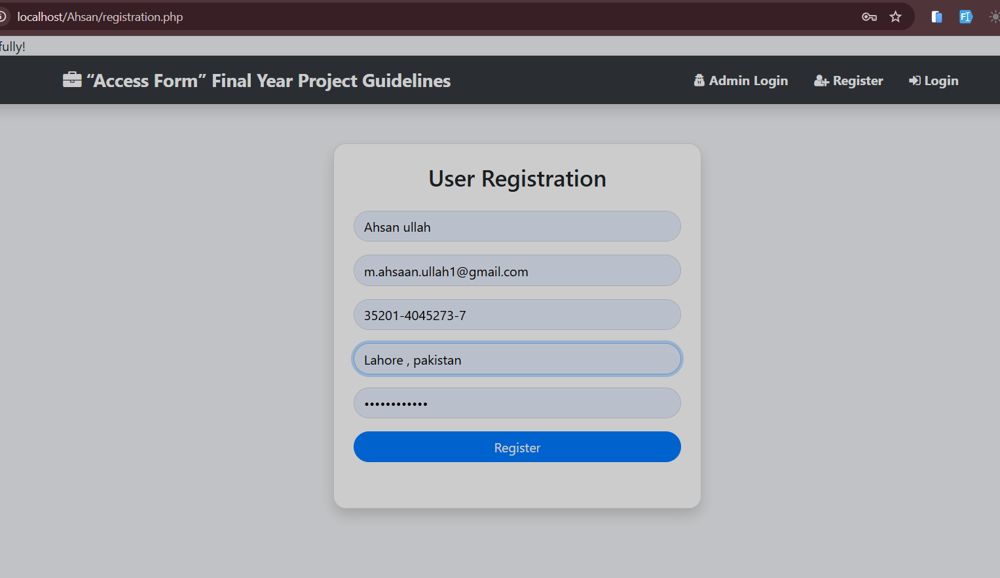 localhost/Ahsan/registration.php
fully!
“Access Form” Final Year Project Guidelines
Admin Login
Register
Login
User Registration
Ahsan ullah
m.ahsaan.ullah1@gmail.com
35201-4045273-7
Lahore , pakistan
••••••••••••
Register